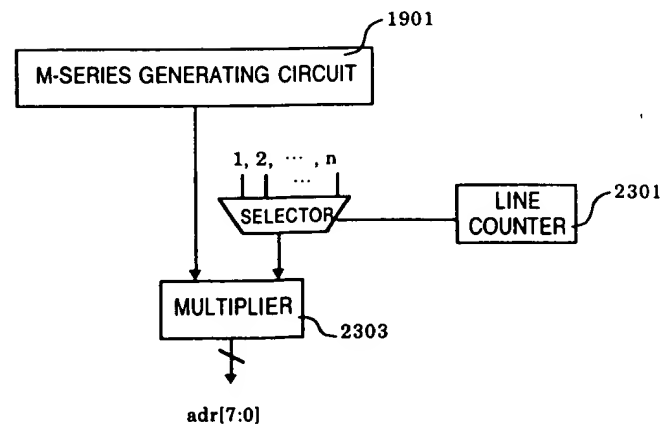 1901
M-SERIES GENERATING CIRCUIT
1, 2, ··· , n
···
SELECTOR
LINE
COUNTER
2301
MULTIPLIER
2303
adr[7:0]